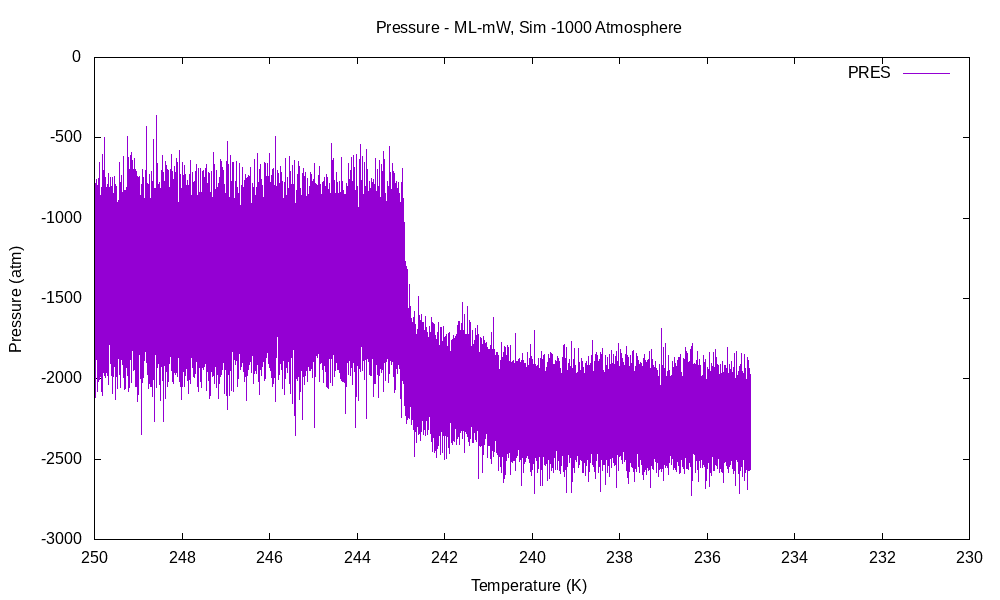 Pressure - ML-mW, Sim -1000 Atmosphere
PRES
0
-500
-1000
-1500
-2000
-2500
-3000
Pressure (atm)
250 248 246 244 242 240 238 236 234 232 230
Temperature (K)